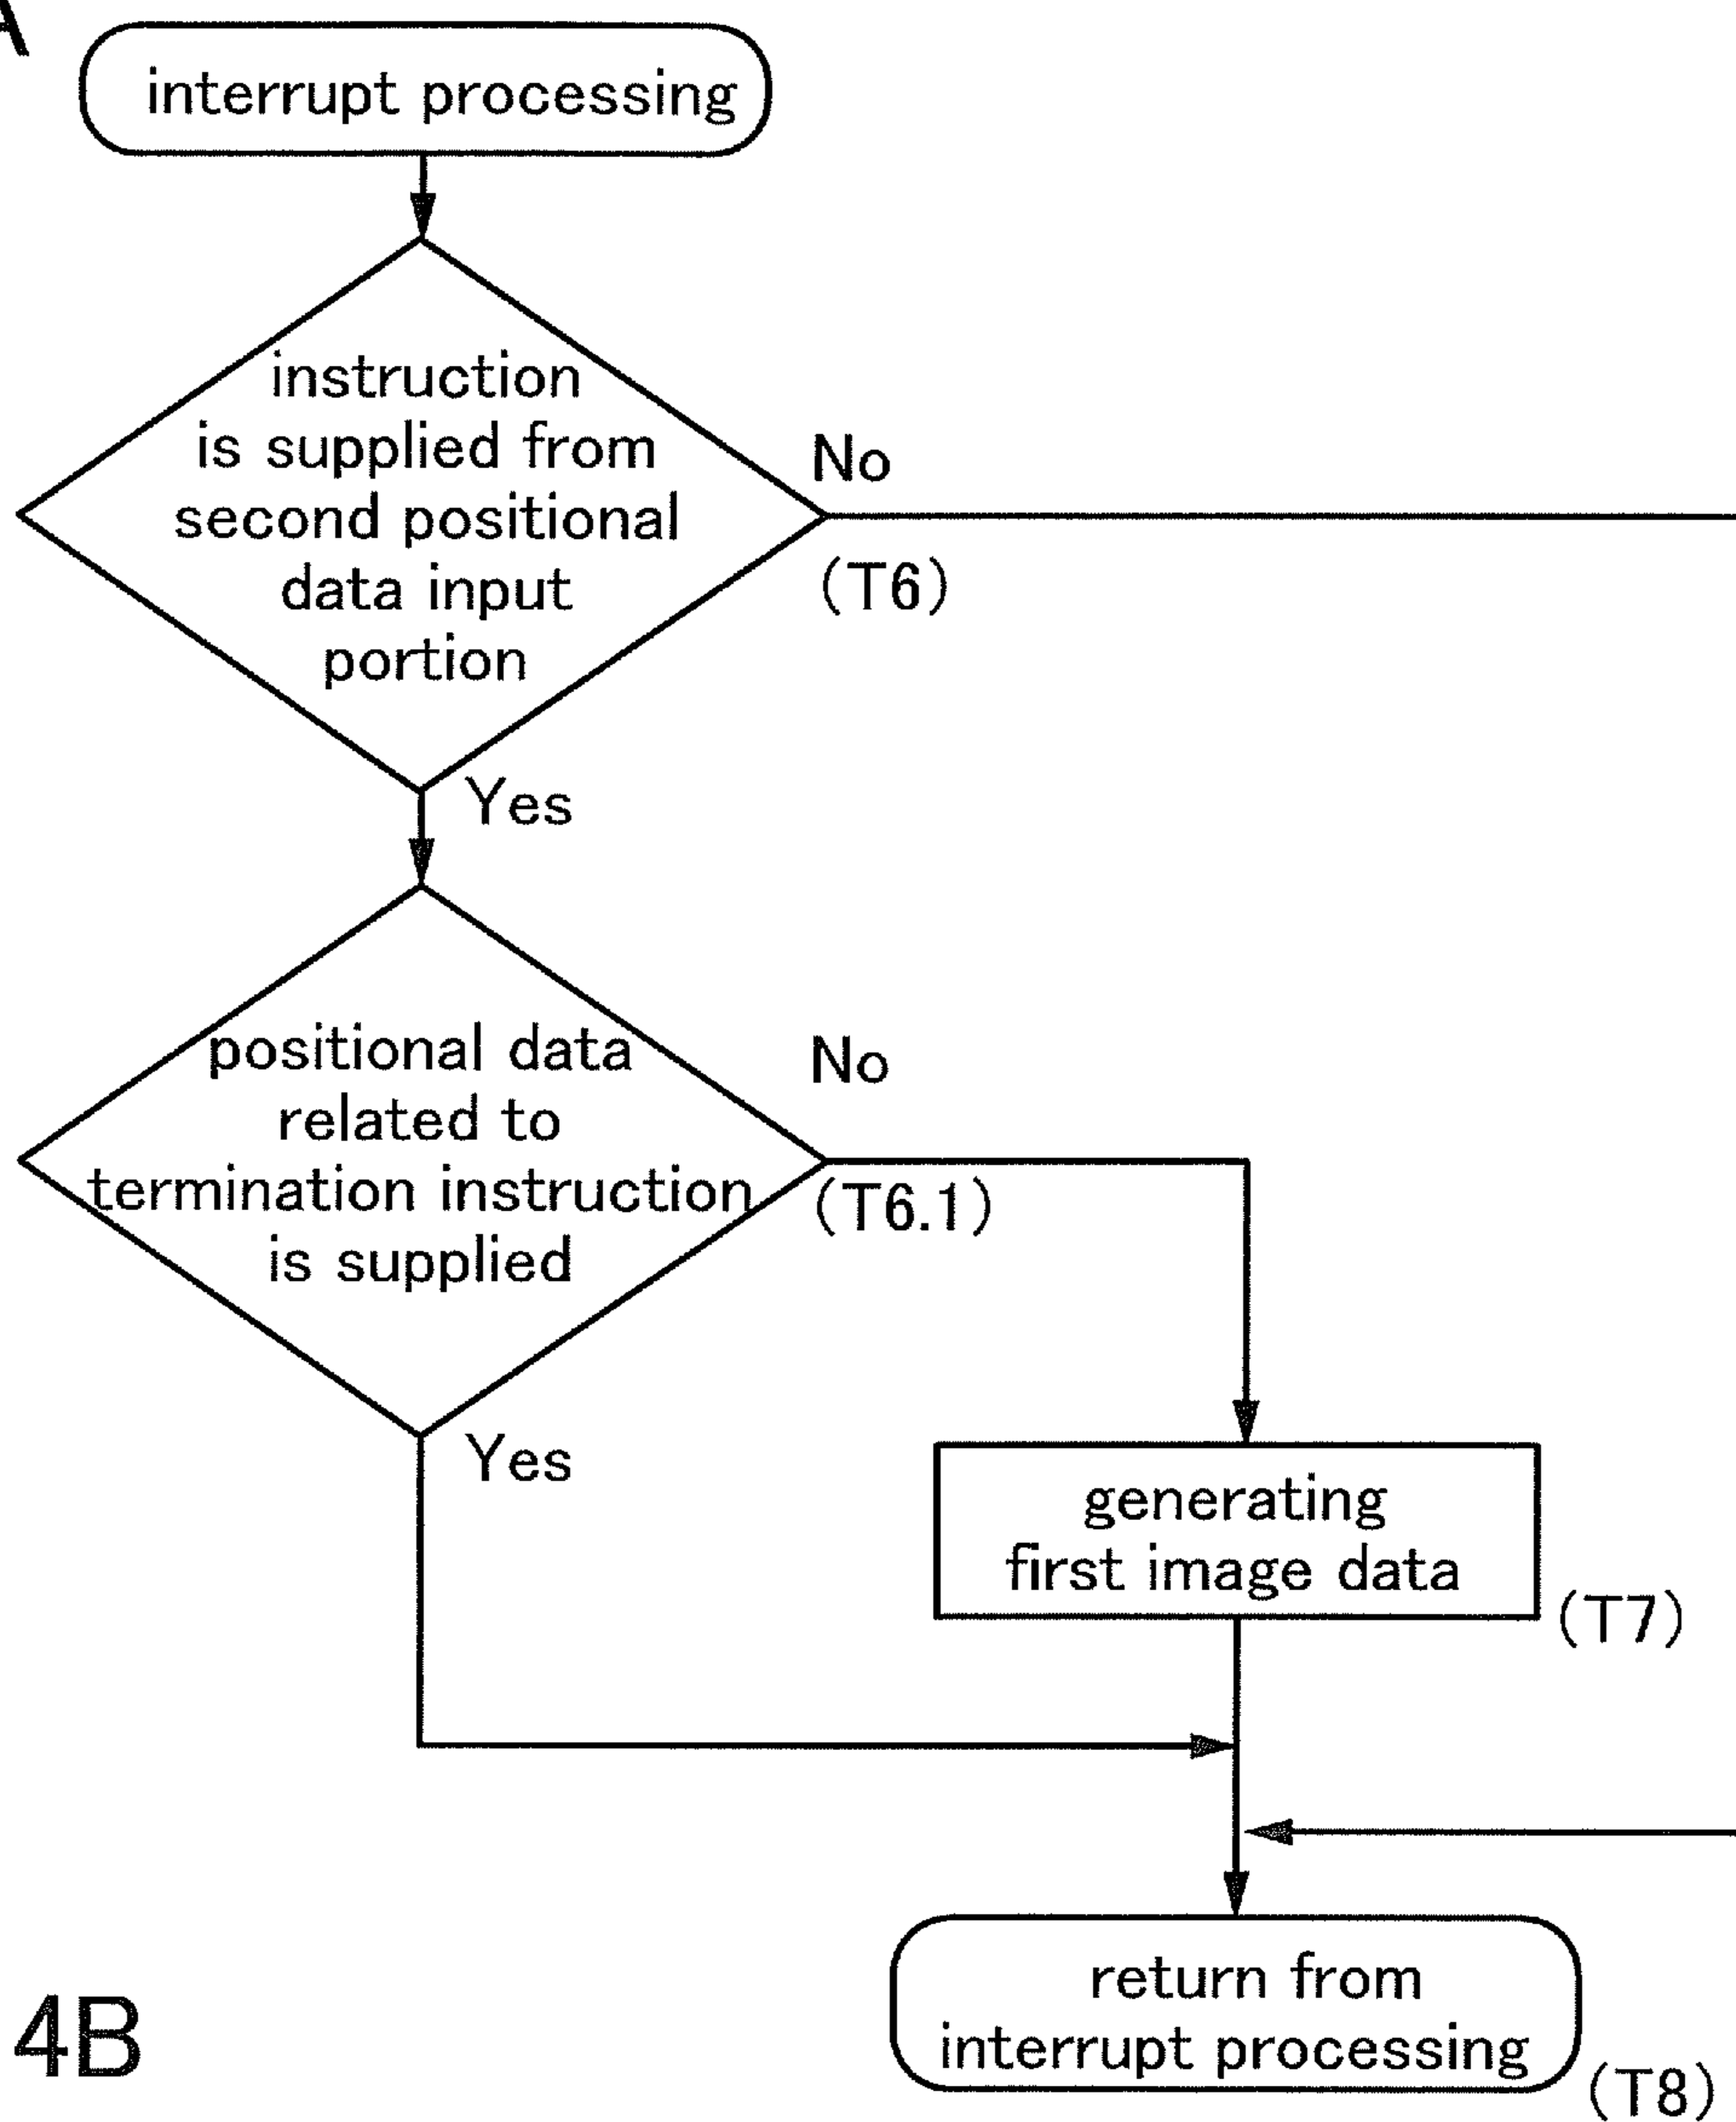 A
interrupt processing
instruction
is supplied from
second positional
data input
portion
No
(T6)
Yes
positional data
related to
termination instruction
is supplied
No
(T6.1)
Yes
generating
first image data
(T7)
return from
interrupt processing
(T8)
4B